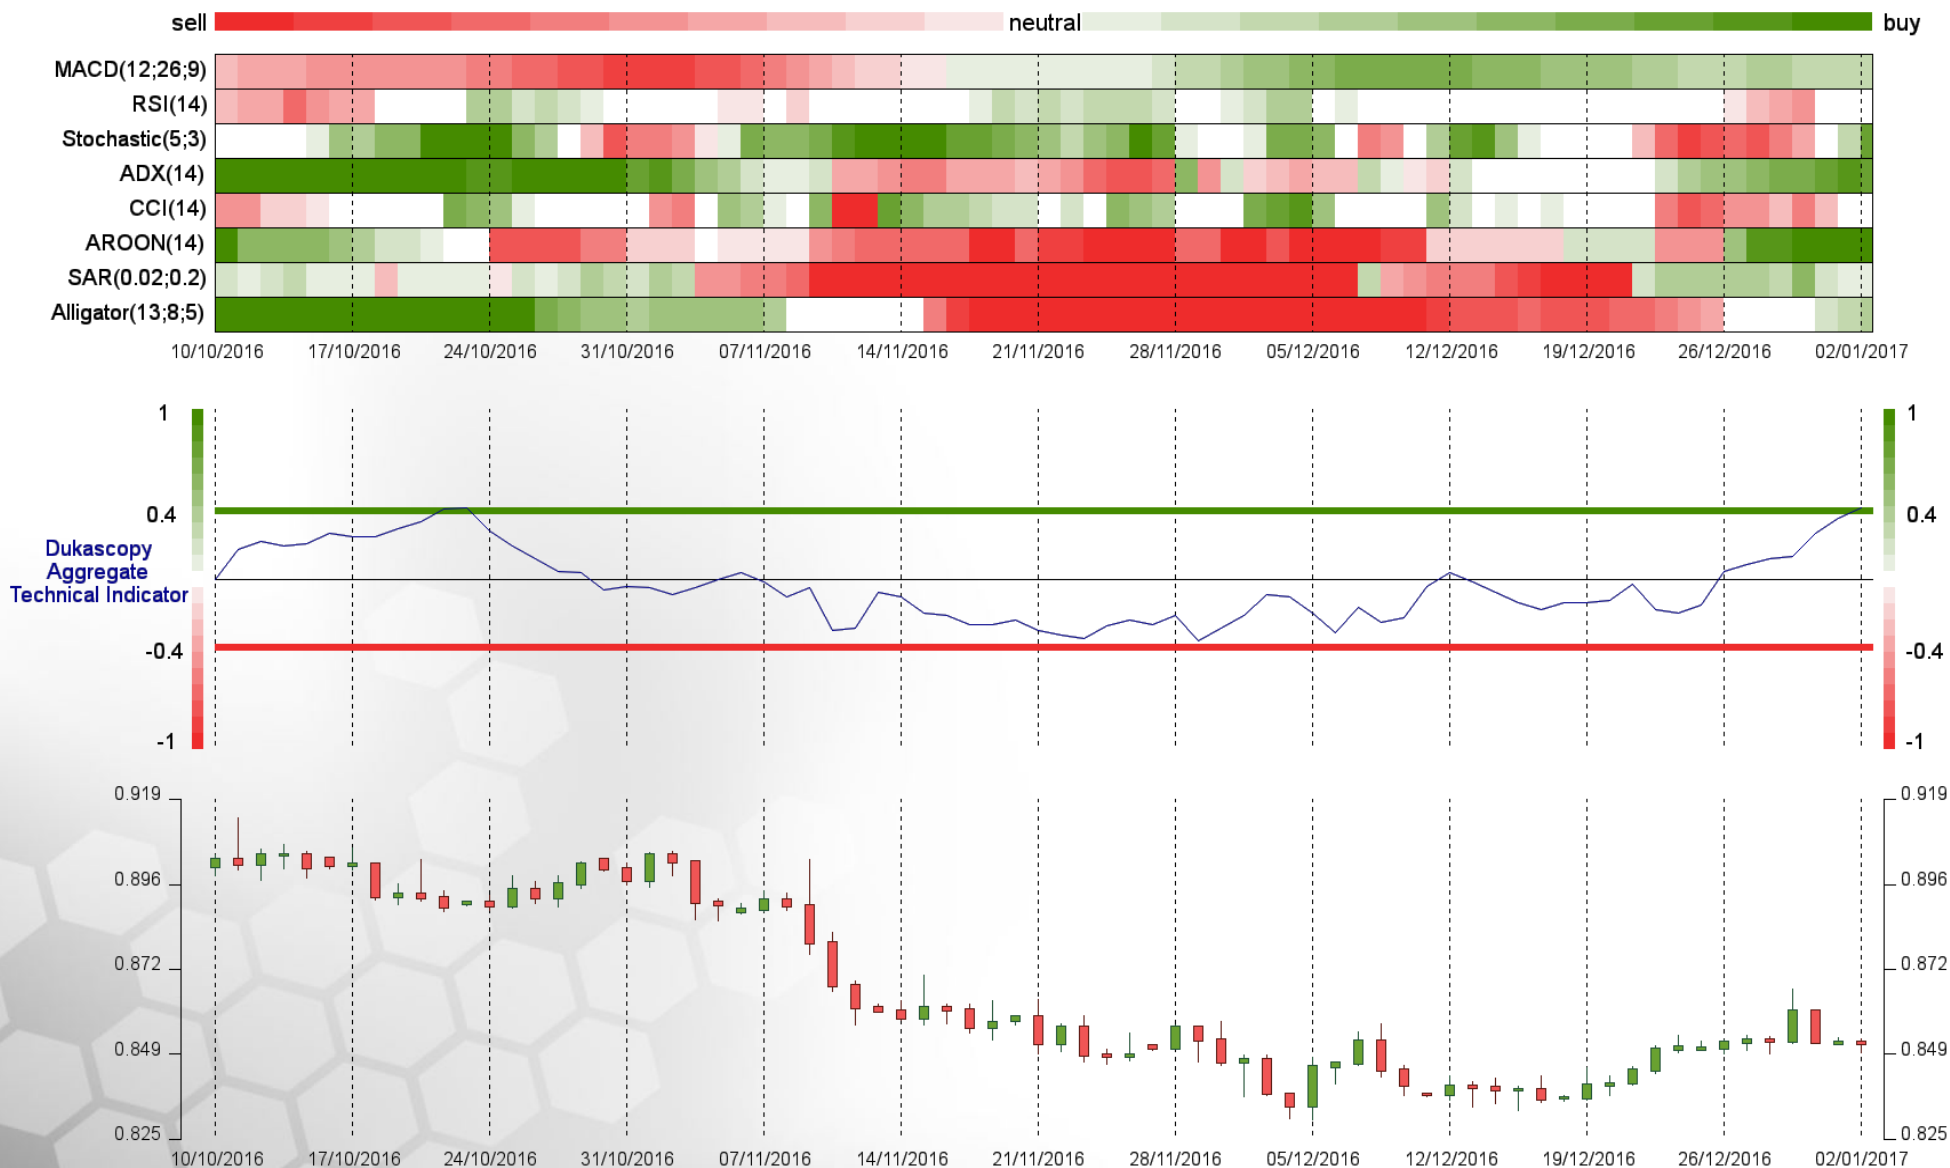 sell neutral buy
MACD(12;26;9)
RSI(14)
Stochastic(5;3)
ADX(14)
CCI(14)
AROON(14)
SAR(0.02;0.2)
Alligator(13;8;5)
10/10/2016 17/10/2016 24/10/2016 31/10/2016 07/11/2016 14/11/2016 21/11/2016 28/11/2016 05/12/2016 12/12/2016 19/12/2016 26/12/2016 02/01/2017
1 1
0.4 0.4
Dukascopy
Aggregate
Technical Indicator
-0.4 -0.4
-1 -1
0.919 0.919
0.896 0.896
0.872 0.872
0.849 0.849
0.825 0.825
10/10/2016 17/10/2016 24/10/2016 31/10/2016 07/11/2016 14/11/2016 21/11/2016 28/11/2016 05/12/2016 12/12/2016 19/12/2016 26/12/2016 02/01/2017